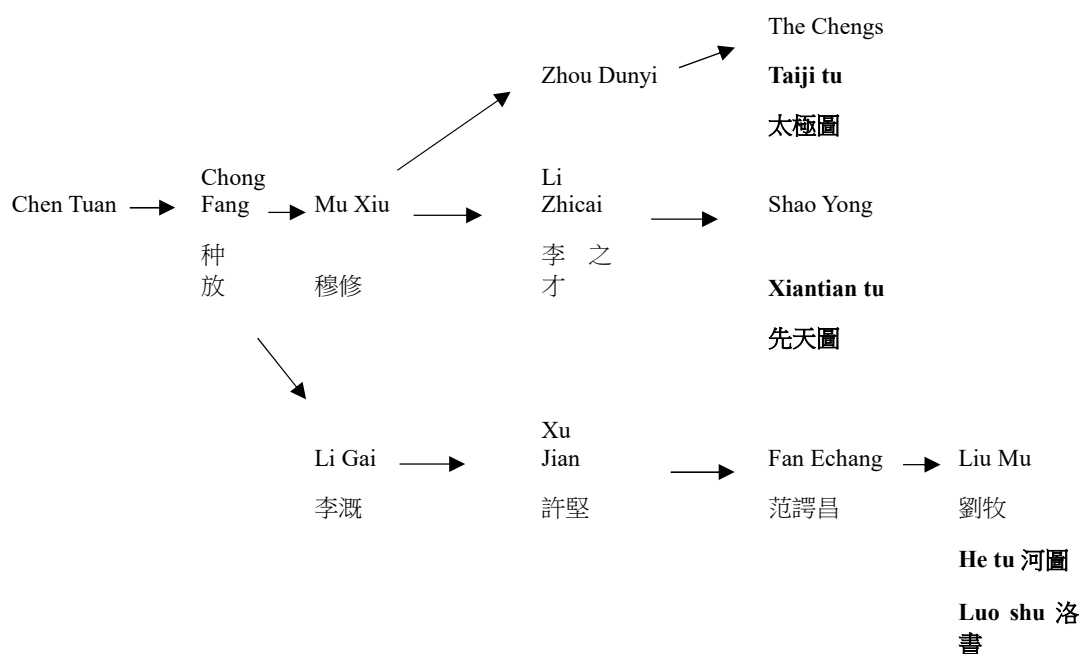 The Chengs
Zhou Dunyi
Taiji tu
太極圖
Chong
Li
Chen Tuan
Fang
Mu Xiu
Zhicai
Shao Yong
种
李 之
放
穆修
才
Xiantian tu
先天圖
Xu
Li Gai
Jian
Fan Echang
Liu Mu
李溉
許堅
范諤昌
劉牧
He tu 河圖
Luo shu 洛
書